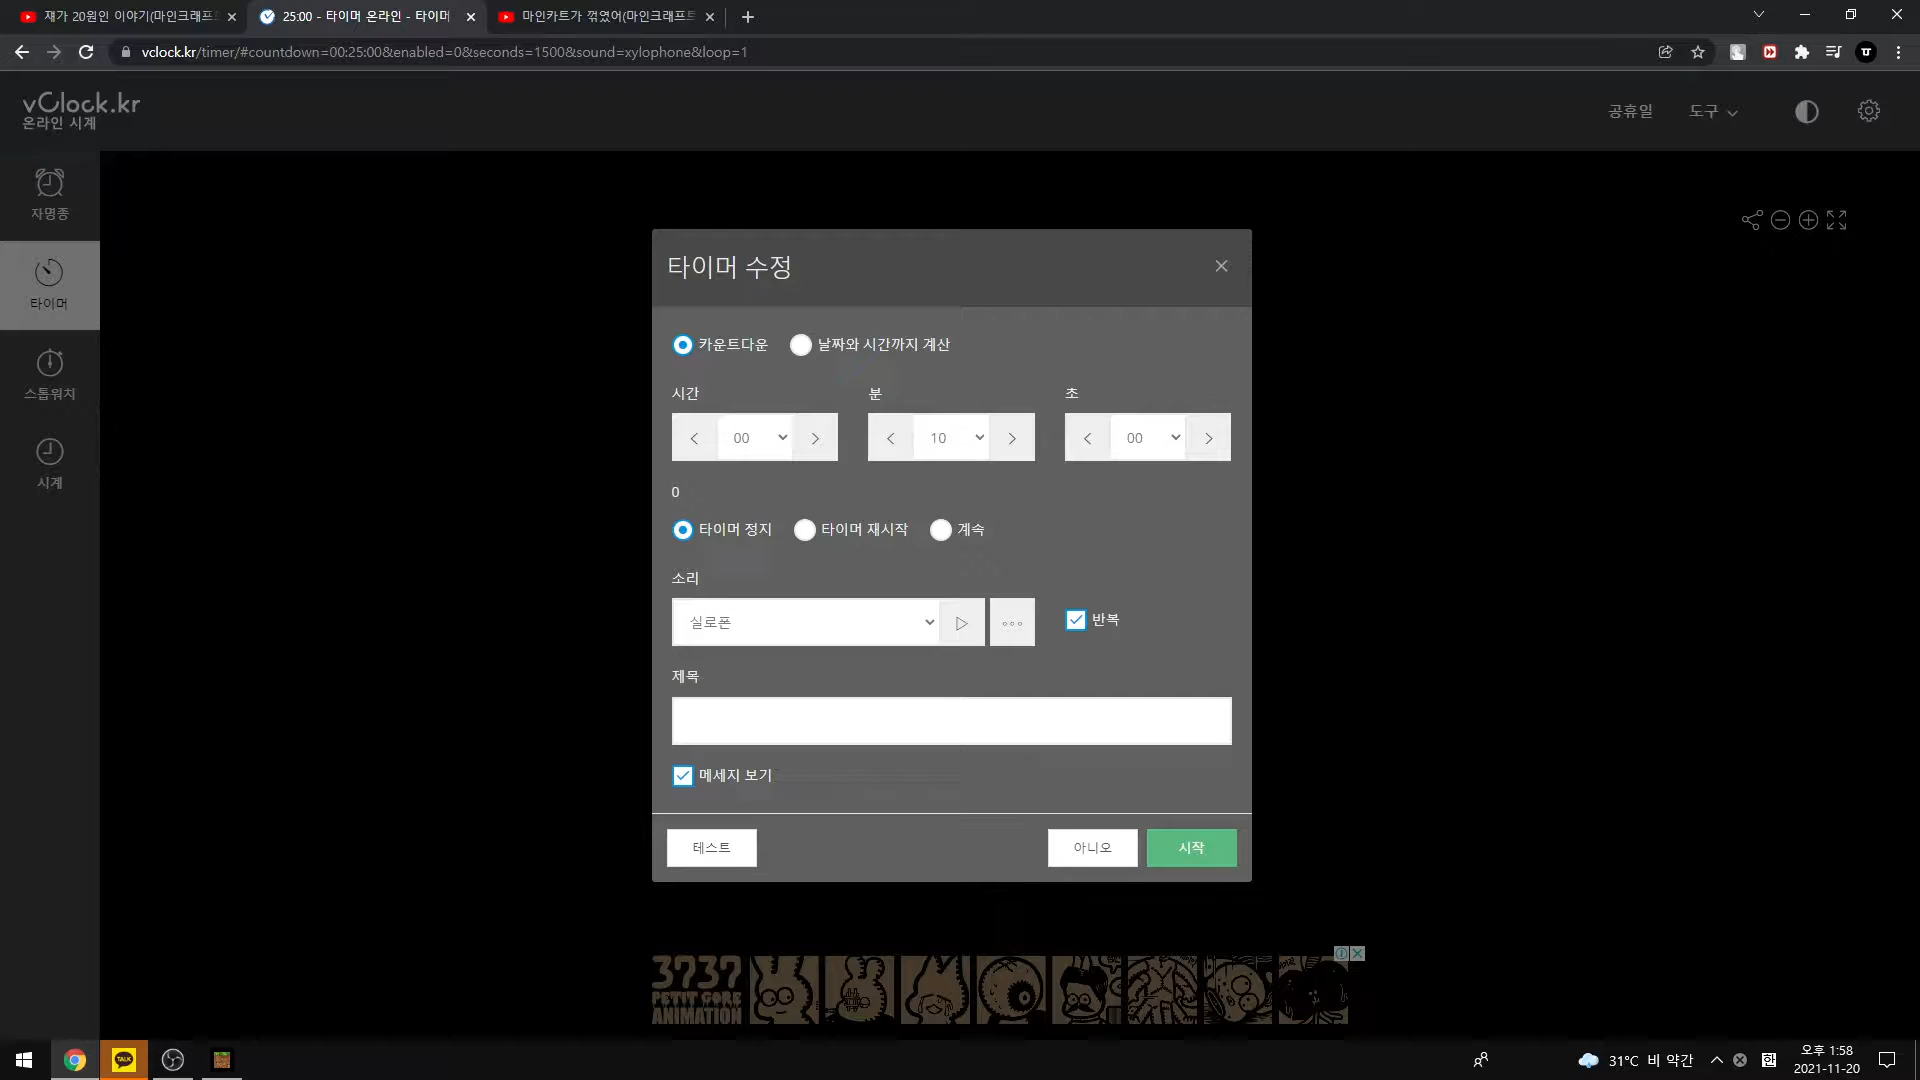 쟤가 20원인 이야기(마인크래프트
25:00 - 타이머 온라인 - 타이머
마인카트가 꺾였어(마인크래프트
vclock.kr/timer/#countdown=00:25:00&enabled=0&seconds=1500&sound=xylophone&loop=1
vClock.kr
온라인 시계
공휴일
도구
자명종
타이머
스톱워치
시계
타이머 수정
카운트다운
날짜와 시간까지 계산
시간
분
초
00
10
00
0
타이머 정지
타이머 재시작
계속
소리
실로폰
반복
제목
메세지 보기
테스트
아니오
시작
3737
PETIT GORE
ANIMATION
TALK
31°C 비 약간
한
오후 1:58
2021-11-20